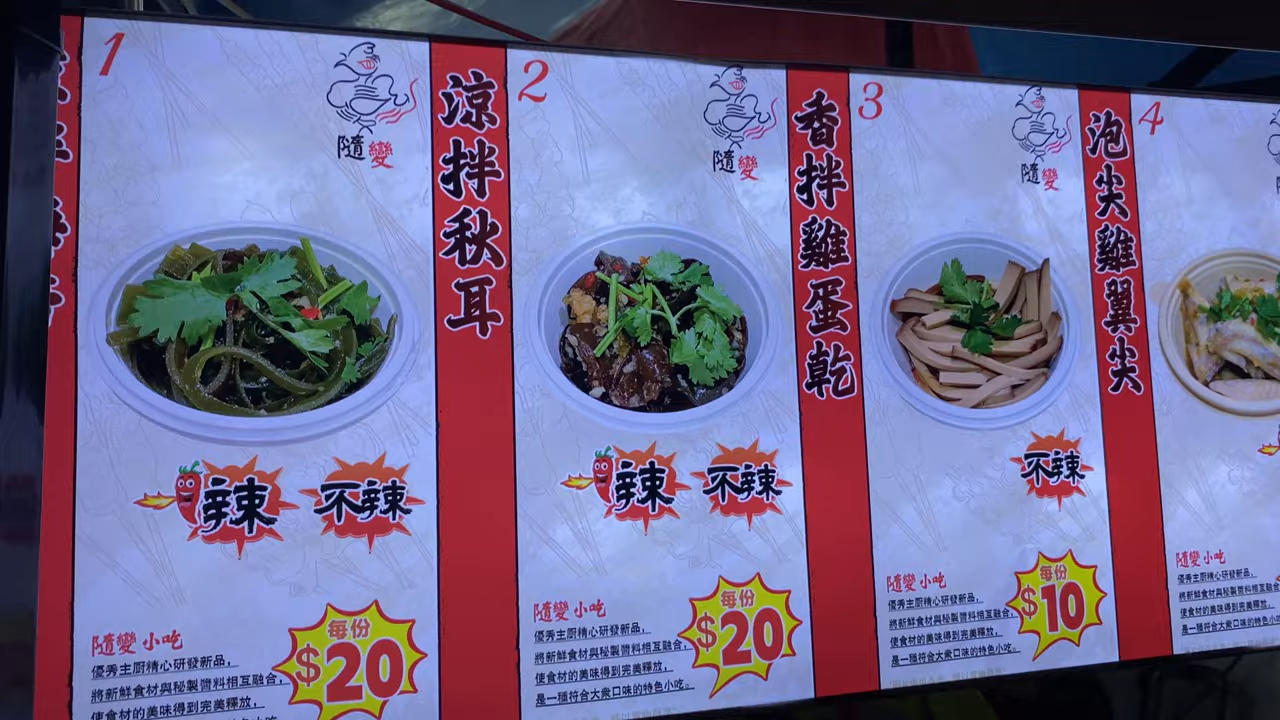 1
隨變
辣
不辣
隨變 小吃
優秀主厨精心研發新品，
將新鮮食材與秘製醬料相互融合，
使食材的美味得到完美釋放，
每份
$20
涼拌秋耳
2
隨變
辣
不辣
隨變 小吃
優秀主厨精心研發新品，
將新鮮食材與秘製醬料相互融合，
使食材的美味得到完美釋放，
是一種符合大衆口味的特色小吃。
每份
$20
香拌雞蛋乾
3
隨變
不辣
隨變 小吃
優秀主厨精心研發新品，
將新鮮食材與秘製醬料相互融合，
使食材的美味得到完美釋放，
是一種符合大衆口味的特色小吃。
每份
$10
泡尖雞翼尖
4
隨變 小吃
優秀主厨精心研發新品，
將新鮮食材與秘製醬料相互融
使食材的美味得到完美釋放，
是一種符合大衆口味的特色小吃